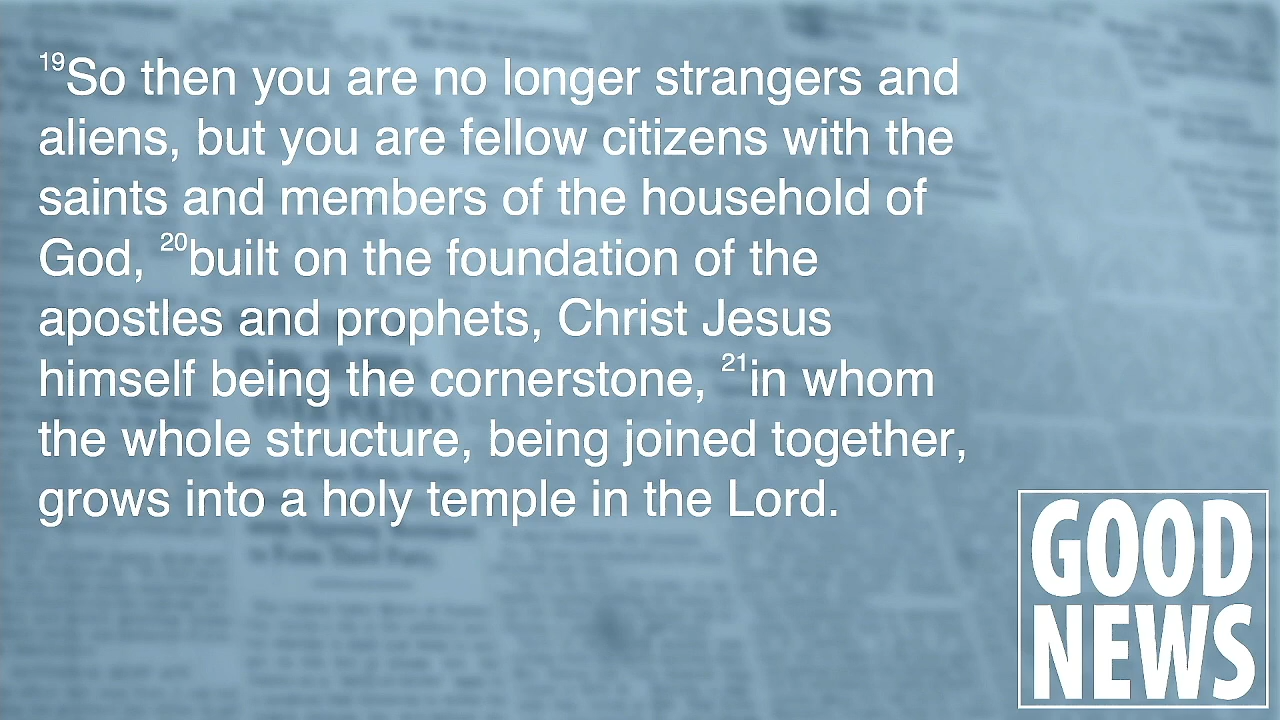 19So then you are no longer strangers and
aliens, but you are fellow citizens with the
saints and members of the household of
God, 20built on the foundation of the
apostles and prophets, Christ Jesus
himself being the cornerstone, 21in whom
the whole structure, being joined together,
grows into a holy temple in the Lord.
GOOD
NEWS